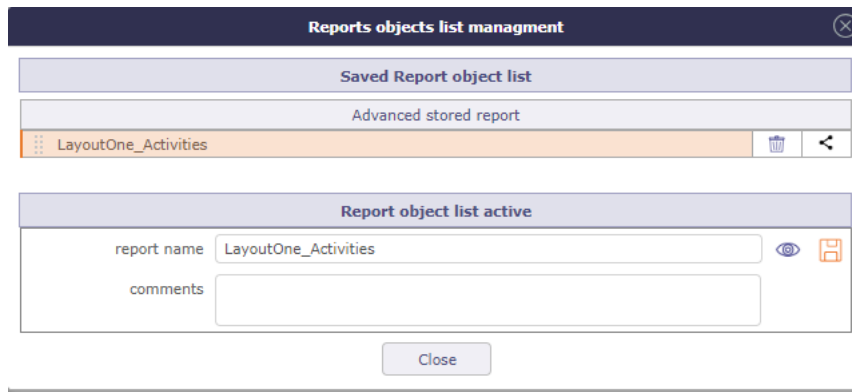 Reports objects list managment
Saved Report object list
Advanced stored report
LayoutOne_Activities
Report object list active
report name LayoutOne_Activities
comments
Close